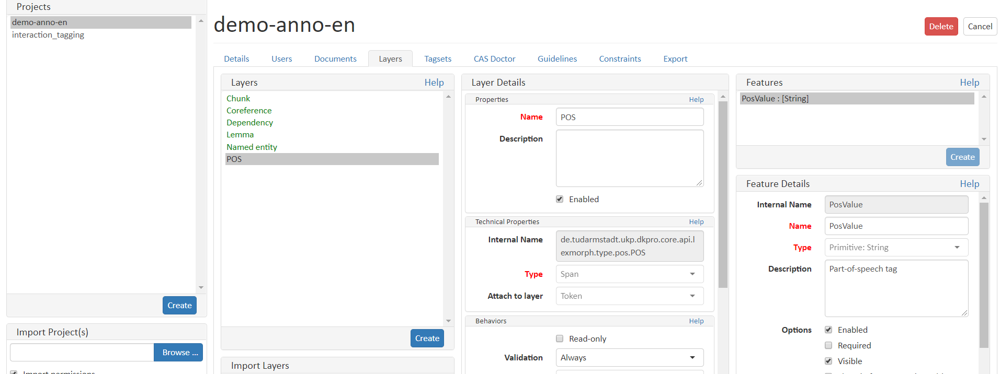 Projects
demo-anno-en
interaction_tagging
Create
Import Project(s)
Browse ...
Import permissions
demo-anno-en
Delete
Cancel
Details
Users
Documents
Layers
Tagsets
CAS Doctor
Guidelines
Constraints
Export
Layers
Help
Chunk
Coreference
Dependency
Lemma
Named entity
POS
Create
Import Layers
Layer Details
Properties
Help
Name
POS
Description
Enabled
Technical Properties
Help
Internal Name
de.tudarmstadt.ukp.dkpro.core.api.l
exmorph.type.pos.POS
Type
Span
Attach to layer
Token
Behaviors
Help
Read-only
Validation
Always
Features
Help
PosValue : [String]
Create
Feature Details
Help
Internal Name
PosValue
Name
PosValue
Type
Primitive: String
Description
Part-of-speech tag
Options
Enabled
Required
Visible